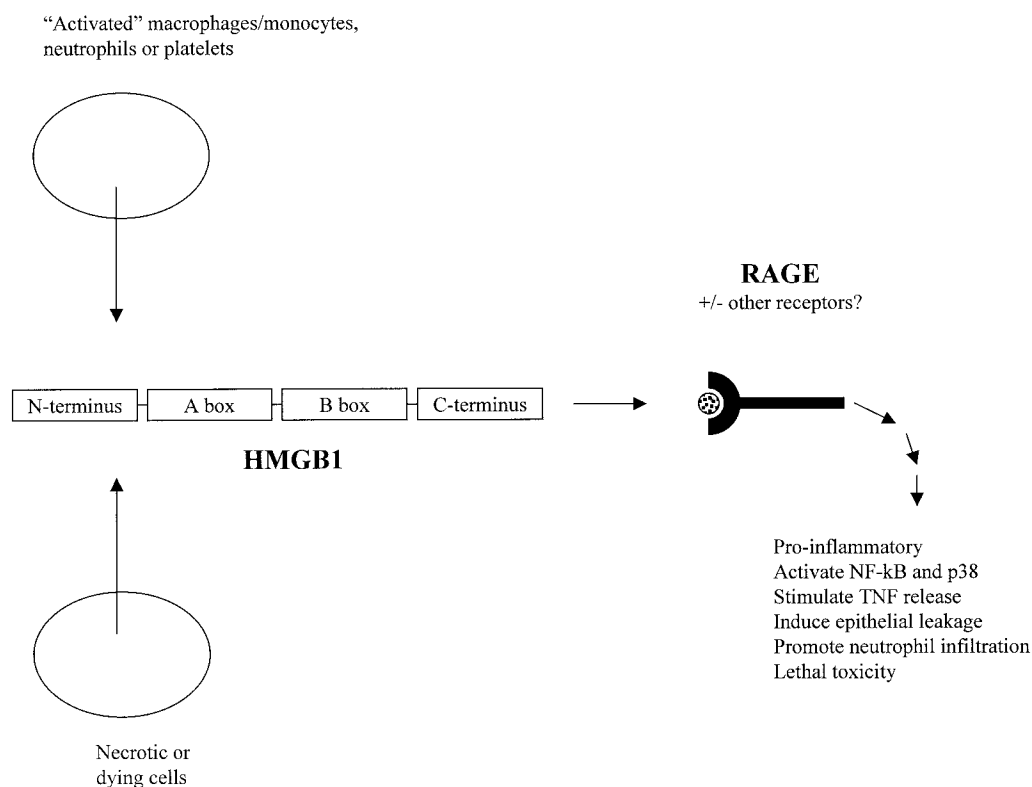 “Activated” macrophages/monocytes,
neutrophils or platelets
RAGE
+/- other receptors?
N-terminus
A box
B box
C-terminus
HMGB1
Pro-inflammatory
Activate NF-kB and p38
Stimulate TNF release
Induce epithelial leakage
Promote neutrophil infiltration
Lethal toxicity
Necrotic or
dying cells